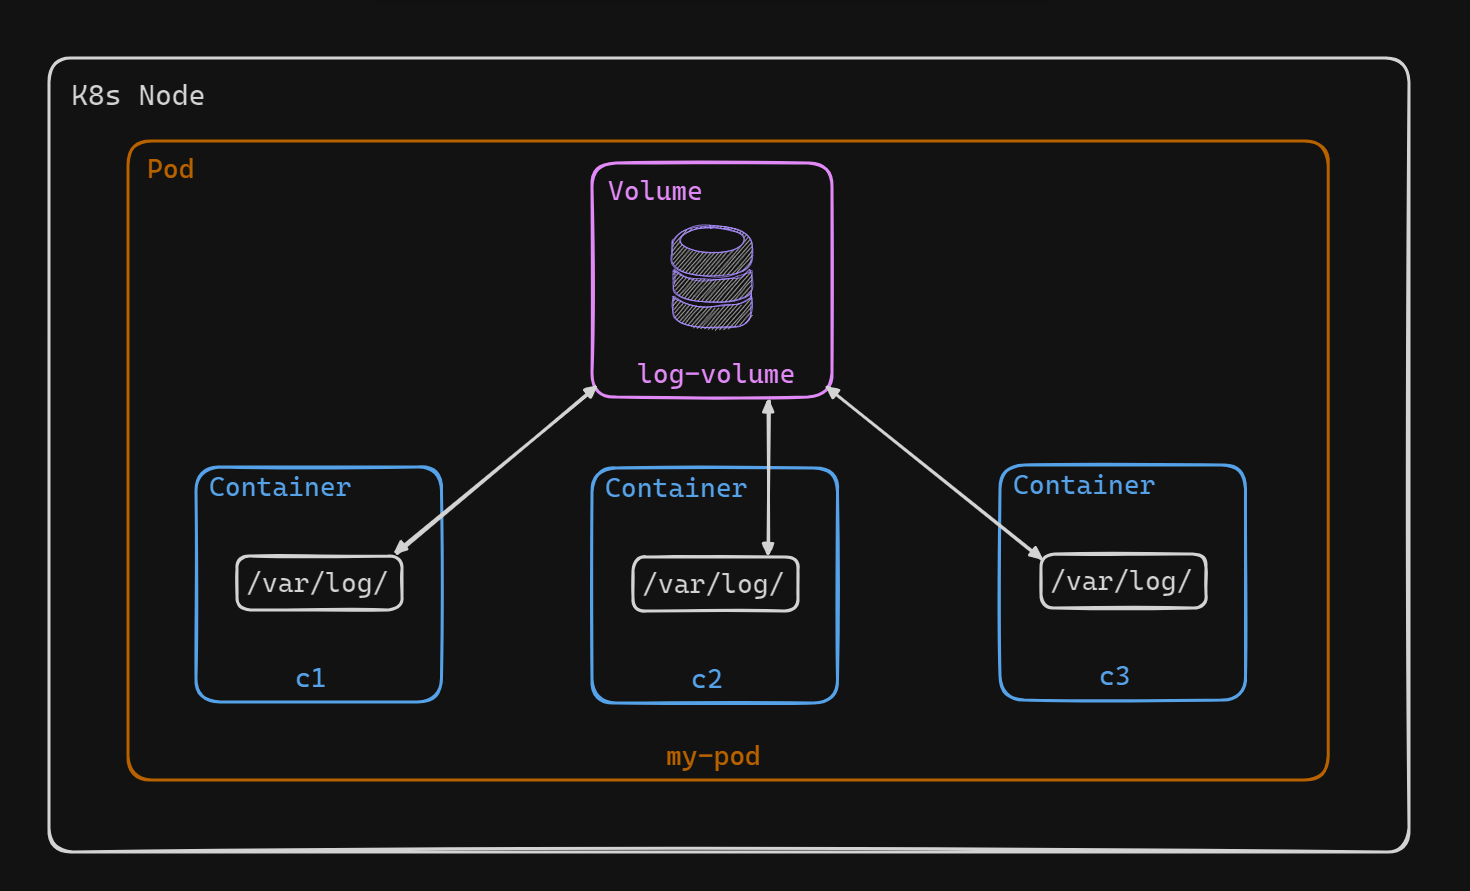 K8s Node
Pod
Volume
log-volume
Container
Container
Container
/var/log/
/var/log/
/var/log/
c1
c2
c3
my-pod